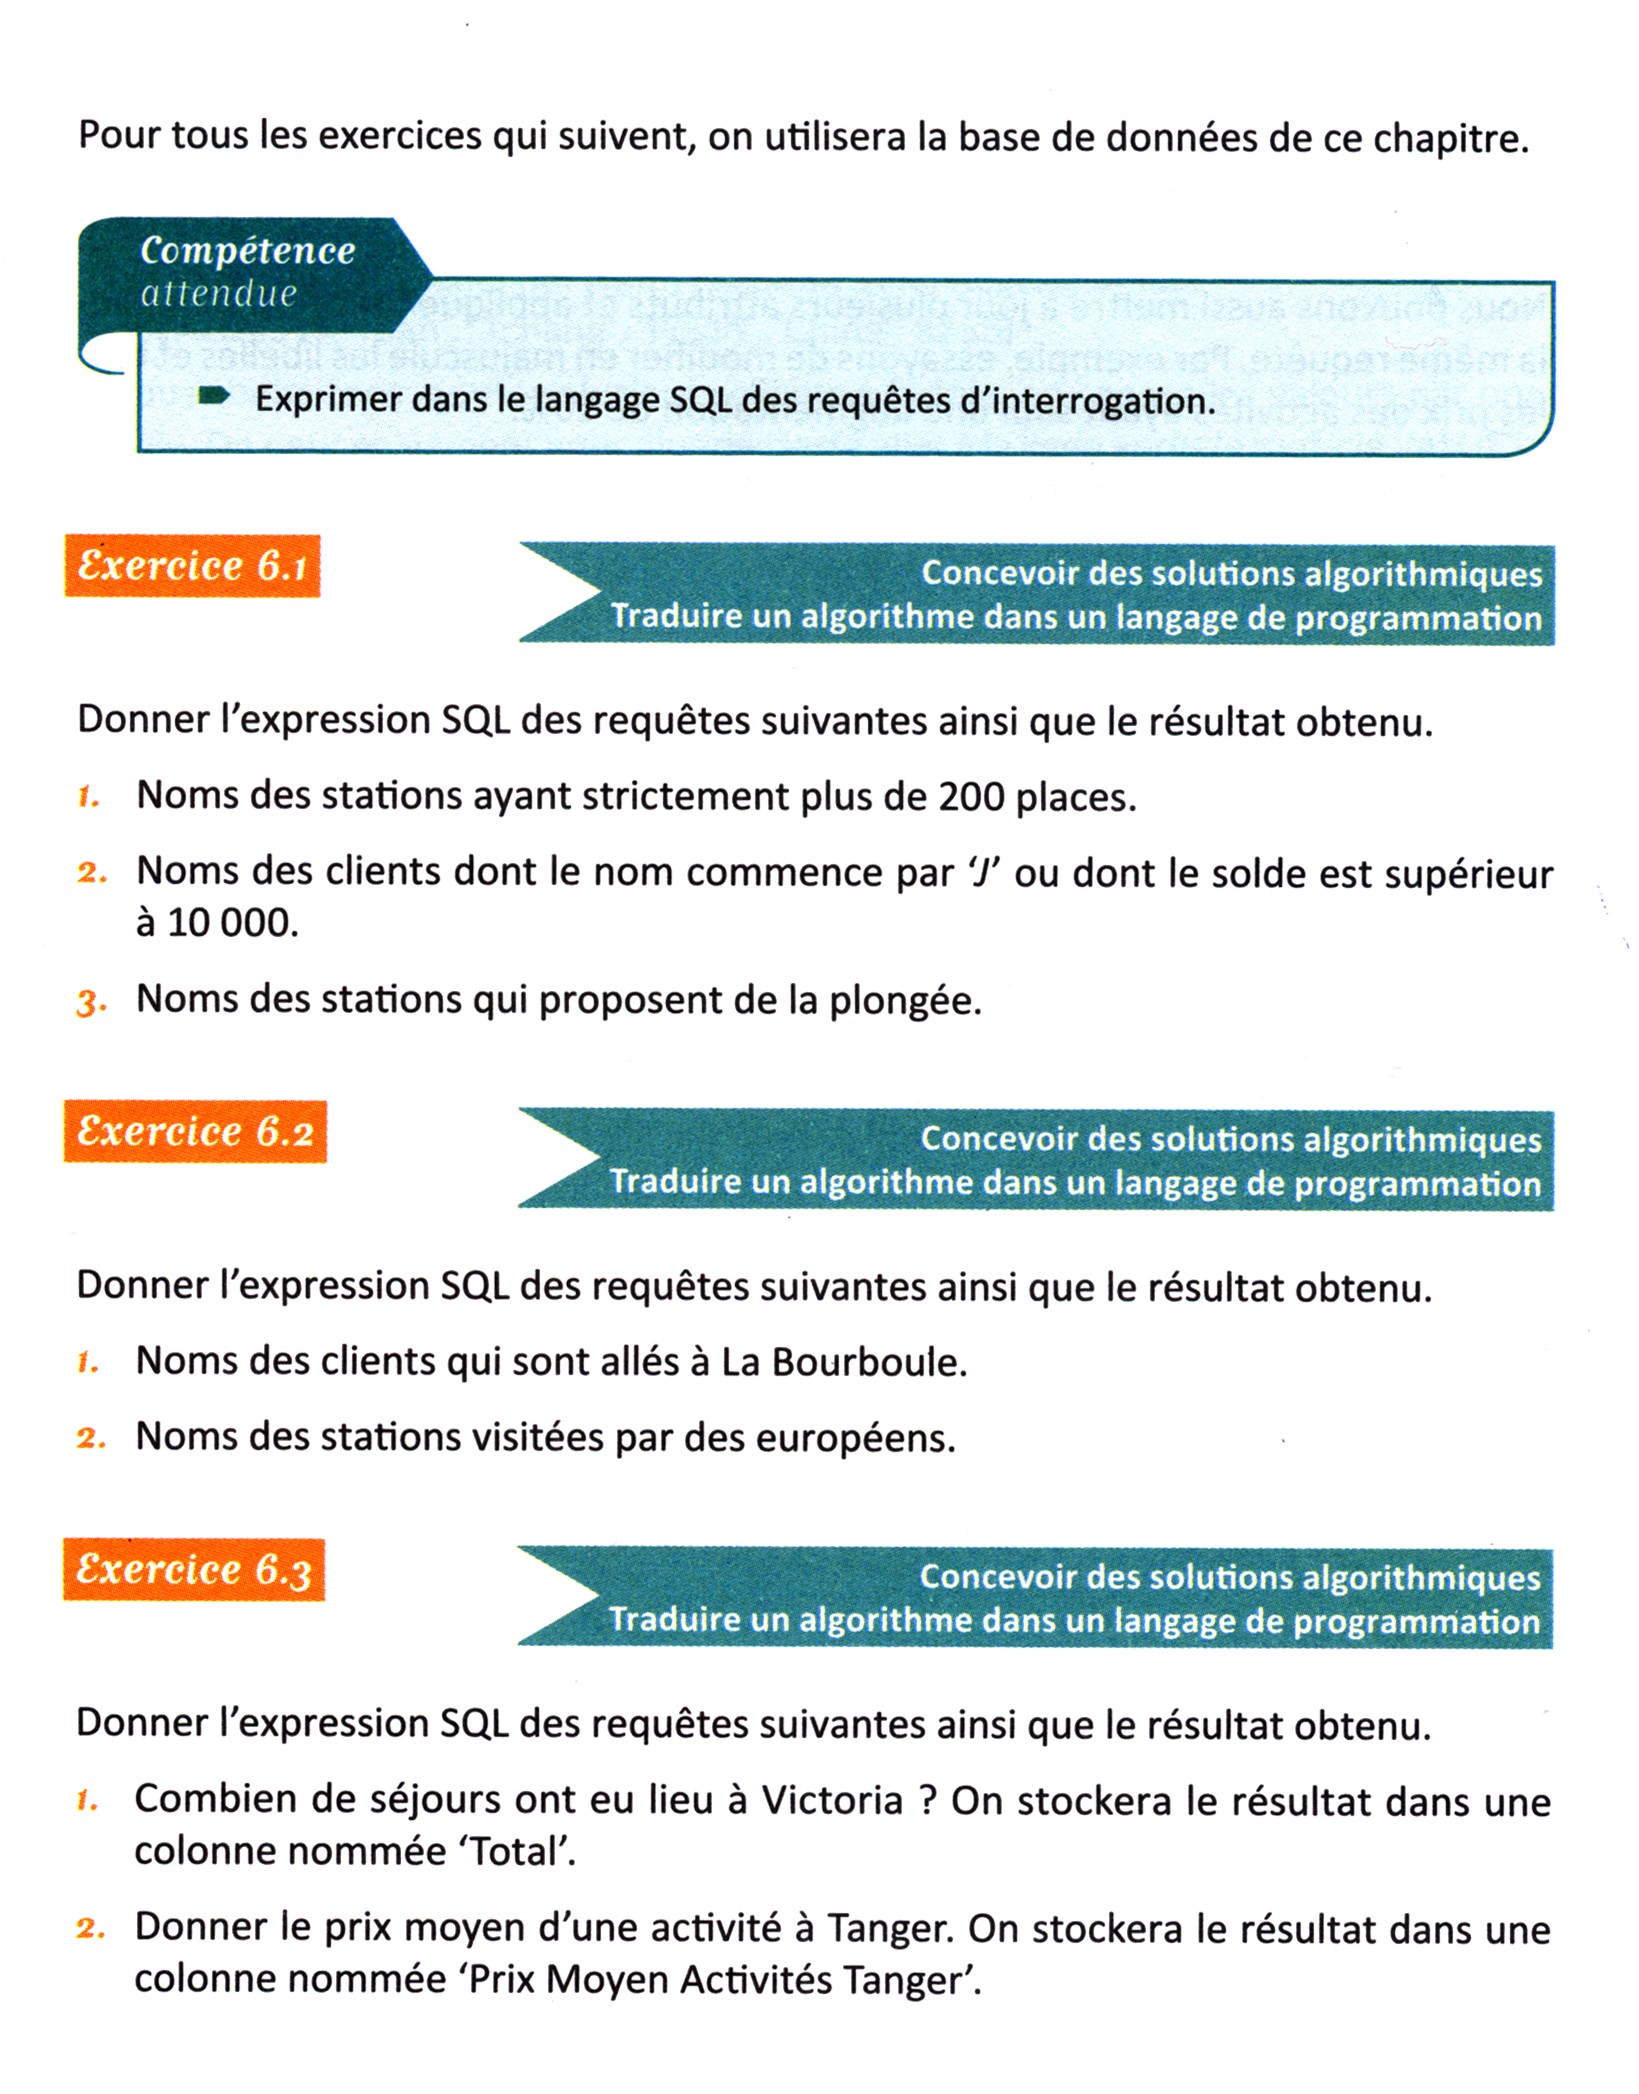 Pour tous les exercices qui suivent, on utilisera la base de données de ce chapitre.
Compétence
attendue
Exprimer dans le langage SQL des requêtes d'interrogation.
Exercice 6.1
Concevoir des solutions algorithmiques
Traduire un algorithme dans un langage de programmation
Donner l'expression SQL des requêtes suivantes ainsi que le résultat obtenu.
1. Noms des stations ayant strictement plus de 200 places.
2. Noms des clients dont le nom commence par ‘J’ ou dont le solde est supérieur
à 10 000.
3. Noms des stations qui proposent de la plongée.
Exercice 6.2
Concevoir des solutions algorithmiques
Traduire un algorithme dans un langage de programmation
Donner l'expression SQL des requêtes suivantes ainsi que le résultat obtenu.
1. Noms des clients qui sont allés à La Bourboule.
2. Noms des stations visitées par des européens.
Exercice 6.3
Concevoir des solutions algorithmiques
Traduire un algorithme dans un langage de programmation
Donner l'expression SQL des requêtes suivantes ainsi que le résultat obtenu.
1. Combien de séjours ont eu lieu à Victoria ? On stockera le résultat dans une
colonne nommée ‘Total’.
2. Donner le prix moyen d'une activité à Tanger. On stockera le résultat dans une
colonne nommée ‘Prix Moyen Activités Tanger’.